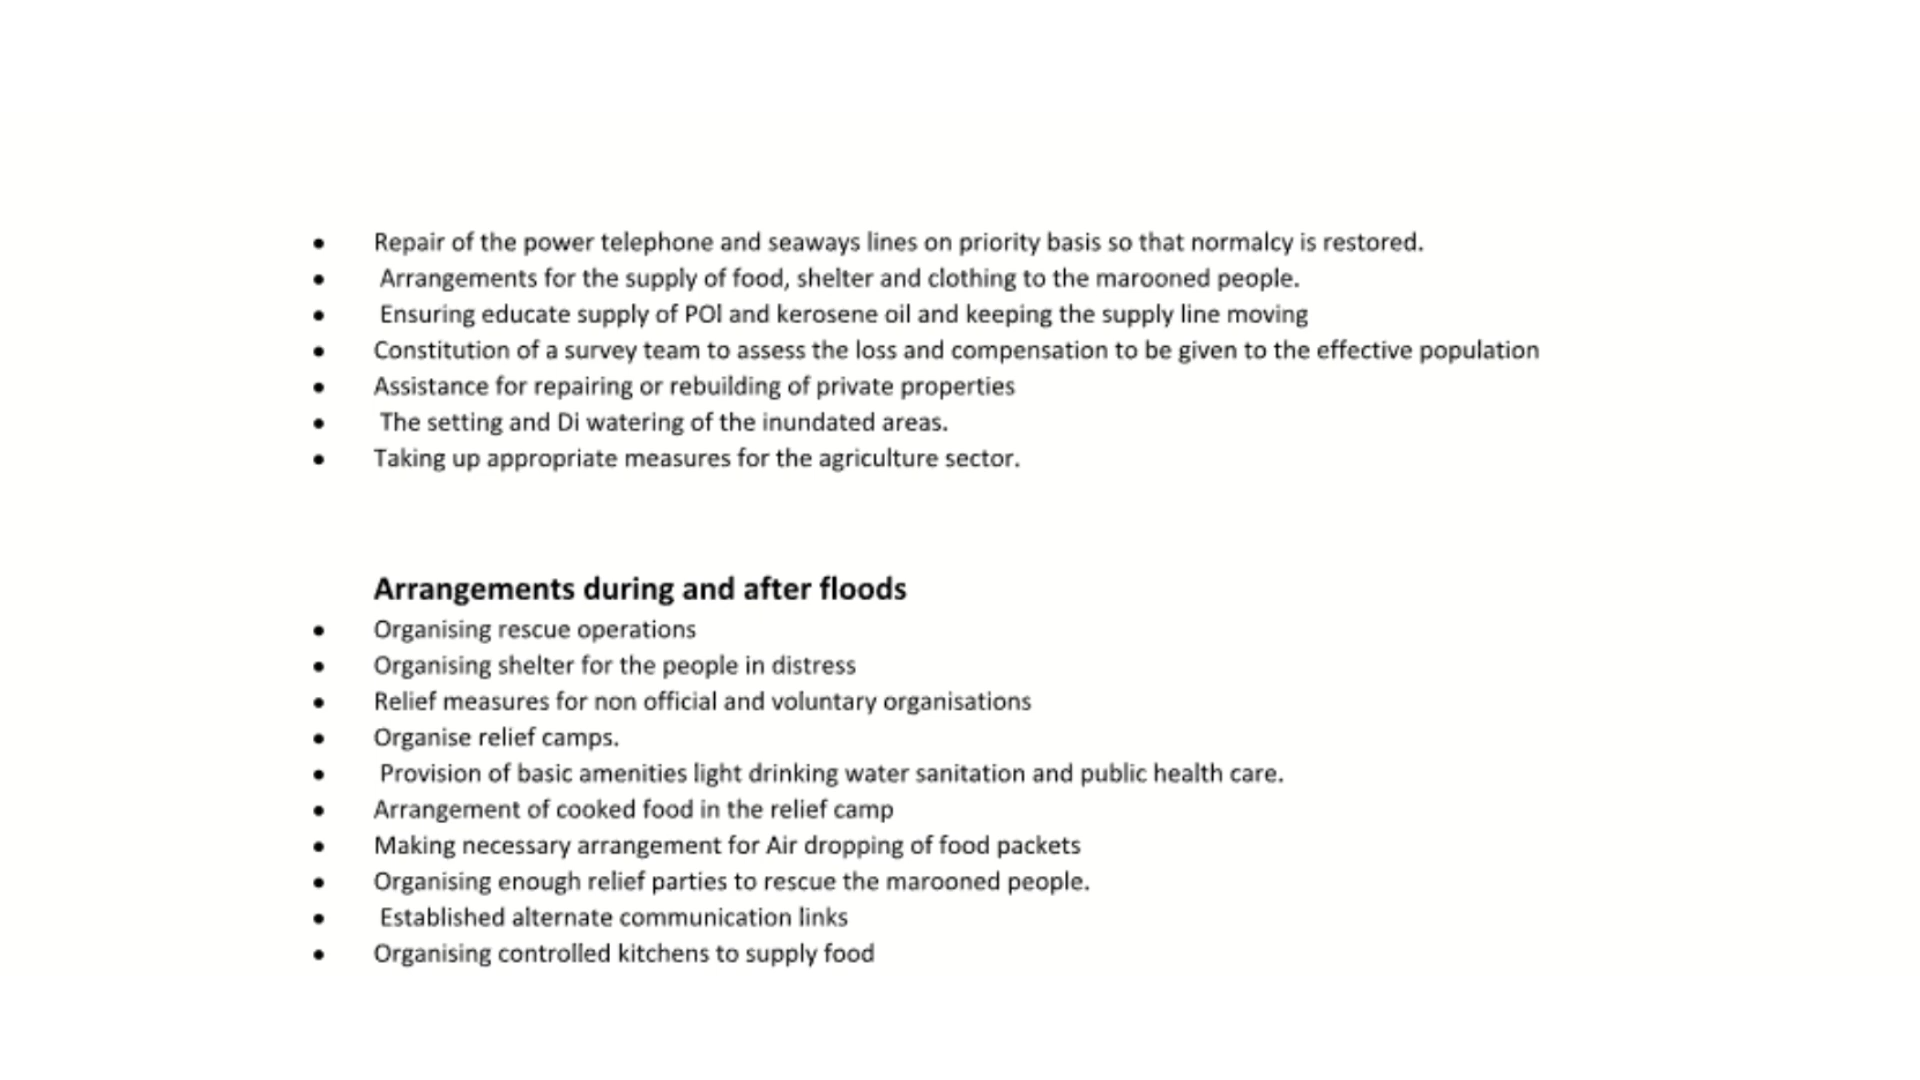 • Repair of the power telephone and seaways lines on priority basis so that normalcy is restored.
• Arrangements for the supply of food, shelter and clothing to the marooned people.
• Ensuring educate supply of POl and kerosene oil and keeping the supply line moving
• Constitution of a survey team to assess the loss and compensation to be given to the effective population
• Assistance for repairing or rebuilding of private properties
• The setting and Di watering of the inundated areas.
• Taking up appropriate measures for the agriculture sector.
Arrangements during and after floods
• Organising rescue operations
• Organising shelter for the people in distress
• Relief measures for non official and voluntary organisations
• Organise relief camps.
• Provision of basic amenities light drinking water sanitation and public health care.
• Arrangement of cooked food in the relief camp
• Making necessary arrangement for Air dropping of food packets
• Organising enough relief parties to rescue the marooned people.
• Established alternate communication links
• Organising controlled kitchens to supply food